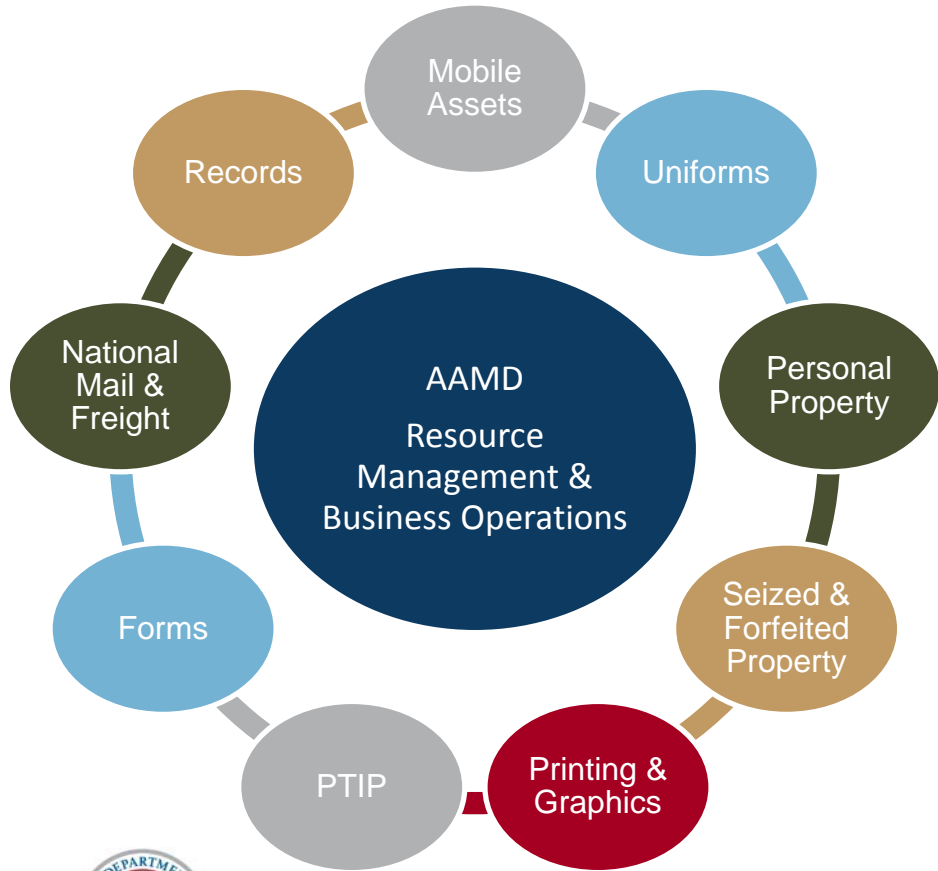 Mobile
Assets
Uniforms
Personal
Property
Seized &
Forfeited
Property
Printing &
Graphics
PTIP
Forms
National
Mail &
Freight
Records
AAMD
Resource
Management &
Business Operations